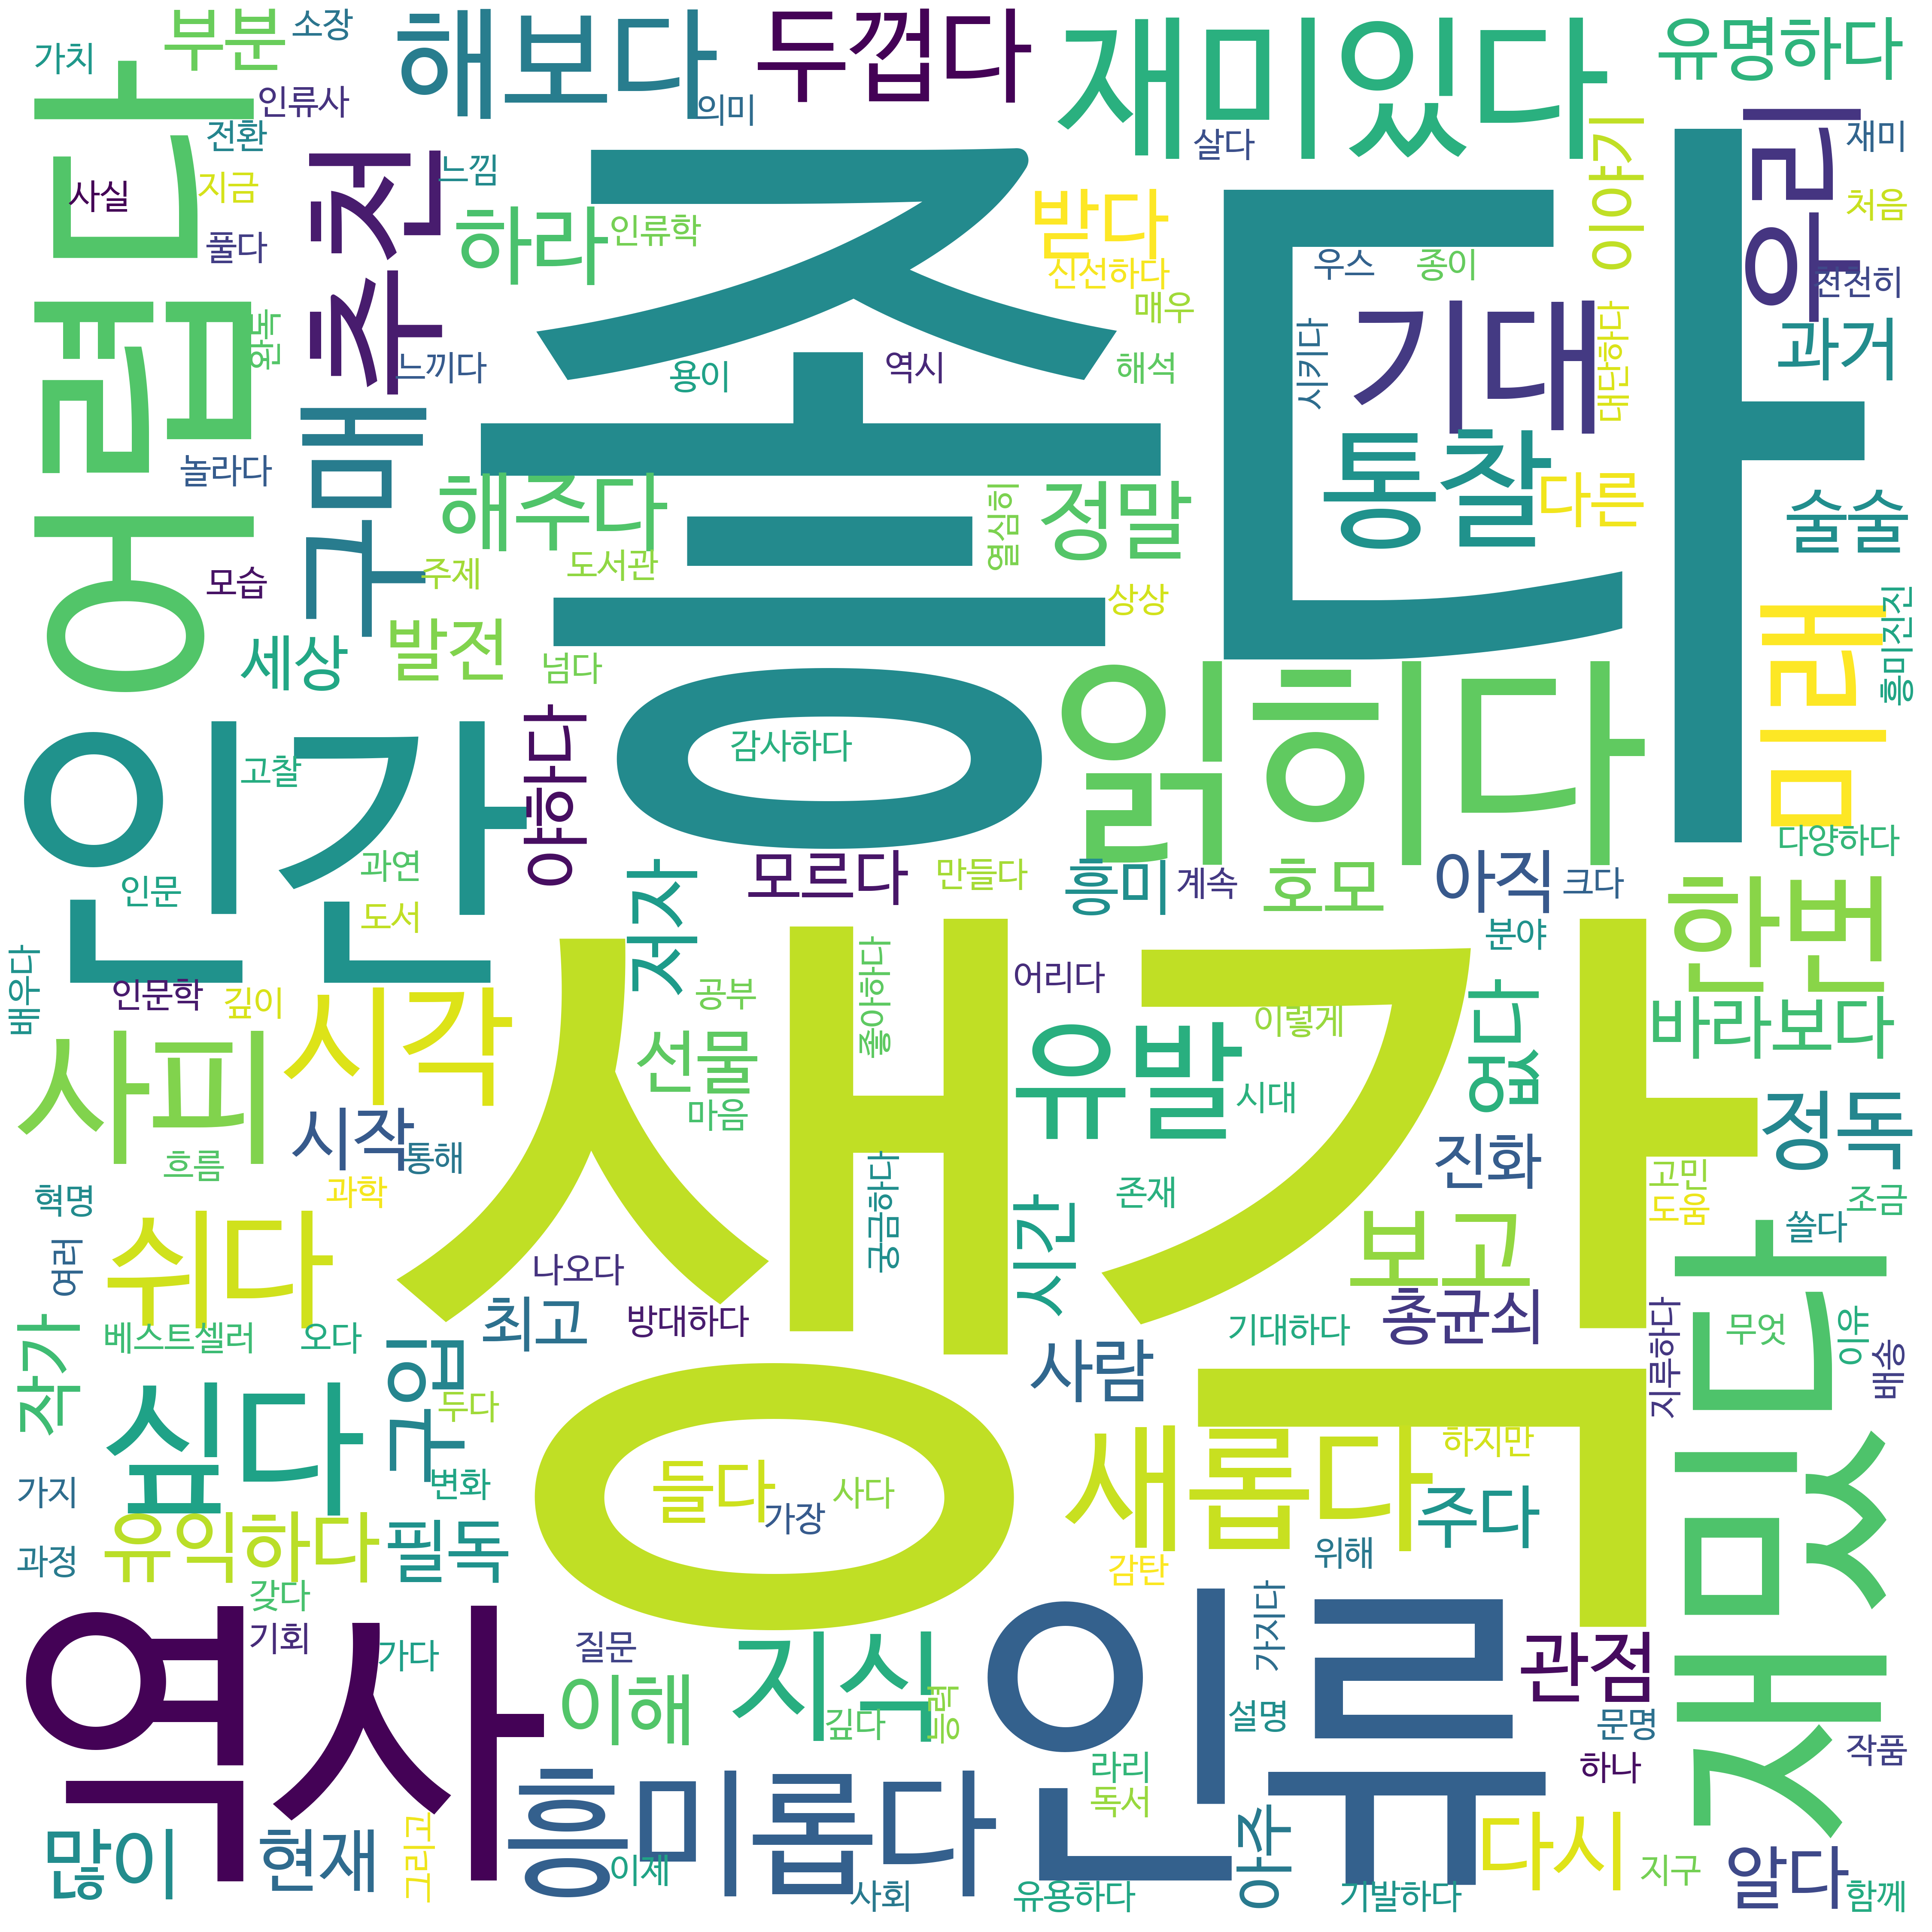 가치
부분
소장
해보다
두껍다
재미있다
유명하다
인류사
의미
어렵다
전환
살다
이야기
우리
재미
사실
지금
추천
느낌
좋다
받다
처음
풀다
하라
인류학
신선하다
우스
종이
천천히
완독
매우
시키다
기대
대단하다
과거
느끼다
용이
역시
해석
구매
놀라다
해주다
열심히
정말
통찰
다른
술술
모습
주제
도서관
상상
미래
흥미진진
세상
발전
넘다
읽히다
인간
고찰
야하다
감사하다
다양하다
인문
과연
저자
모르다
만들다
흥미
계속
호모
아직
크다
한번
도서
생각
분야
배우다
인문학
깊이
시각
공부
좋아하다
어리다
이렇게
없다
바라보다
사피
선물
유발
시대
정독
시작
통해
마음
진화
흐름
혁명
과학
궁금하다
시간
존재
고민
도움
조금
쉬다
여러
나오다
보고
쓸다
재밌다
최고
방대하다
총균쇠
작가
베스트셀러
오다
구입
기대하다
지루하다
무엇
이야
배송
사람
싶다
두다
새롭다
하지만
가지
변화
들다
사다
가장
주다
과정
유익하다
필독
감탄
위해
갖다
역사
기회
가다
질문
지식
인류
가지다
관점
이해
깊다
능력
설명
문명
흥미롭다
라리
하나
작품
독서
많이
현재
그리고
이제
아주
다시
지구
알다
사회
유용하다
기발하다
함께